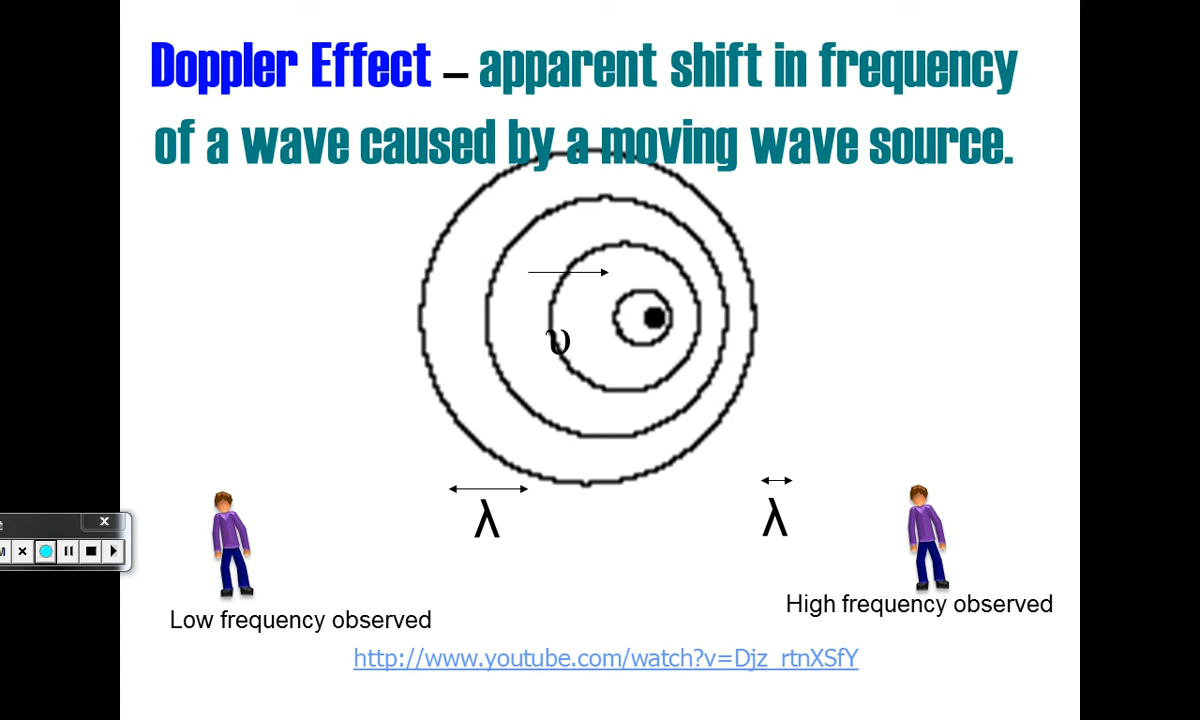 Doppler Effect – apparent shift in frequency
of a wave caused by a moving wave source.
υ
λ
λ
Low frequency observed
High frequency observed
http://www.youtube.com/watch?v=Djz_rtnXSfY